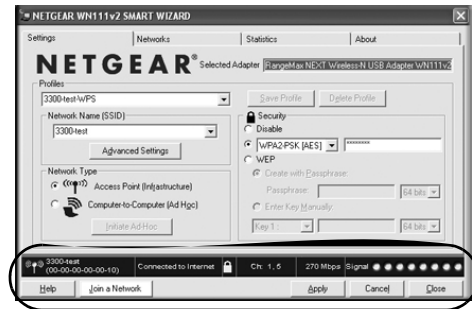 NETGEAR WN111v2 SMART WIZARD
Settings Networks Statistics About
NETGEAR® Selected Adapter RangeMax NEXT Wireless-N USB Adapter WN111v2
Profiles
3300-test-WPS
Save Profile Delete Profile
Network Name (SSID)
3300-test
Advanced Settings
Security
Disable
WPA2-PSK [AES] ********
WEP
Create with Passphrase:
Passphrase: 64 bits
Enter Key Manually:
Key 1 : 64 bits
Network Type
Access Point (Infrastructure)
Computer-to-Computer (Ad Hoc)
Initiate Ad-Hoc
3300-test
(00-00-00-00-00-10) Connected to Internet Ch: 1, 5 270 Mbps Signal
Help Join a Network Apply Cancel Close